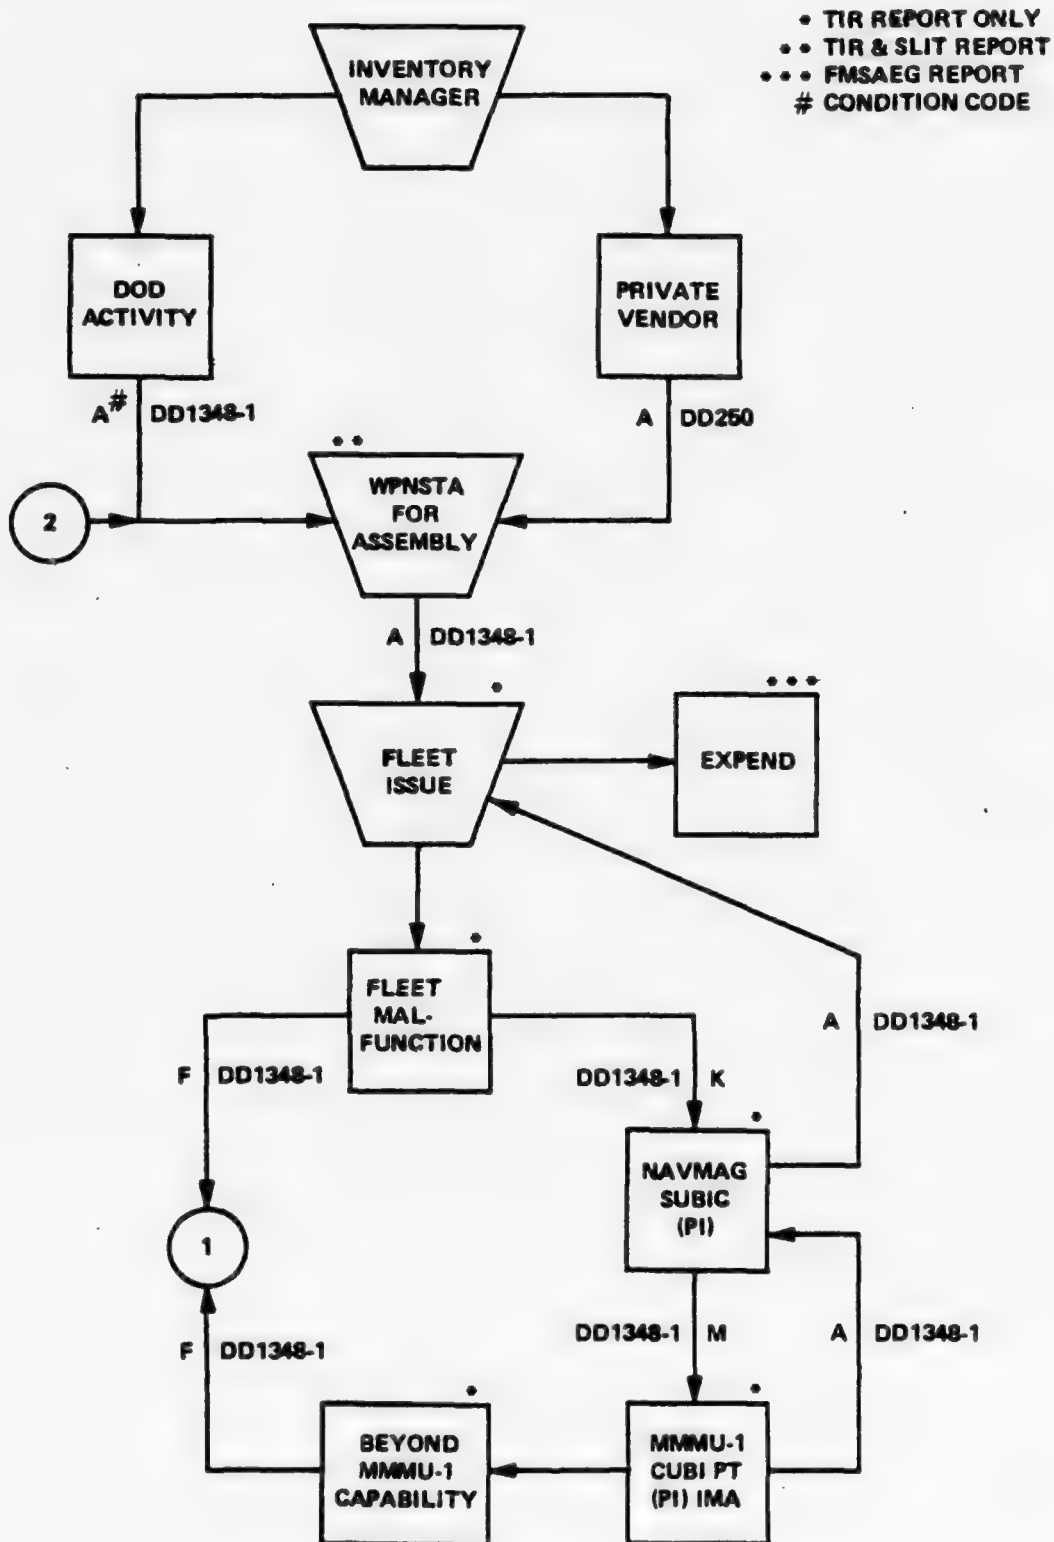 * TIR REPORT ONLY
* * TIR & SLIT REPORT
* * * FMSAEG REPORT
# CONDITION CODE
INVENTORY
MANAGER
DOD
ACTIVITY
PRIVATE
VENDOR
A# DD1348-1
A DD250
* *
WPNSTA
FOR
ASSEMBLY
2
A DD1348-1
*
FLEET
ISSUE
* * *
EXPEND
*
FLEET
MAL-
FUNCTION
A DD1348-1
F DD1348-1
DD1348-1 K
*
NAVMAG
SUBIC
(PI)
1
DD1348-1 M
A DD1348-1
F DD1348-1
*
BEYOND
MMMU-1
CAPABILITY
*
MMMU-1
CUBI PT
(PI) IMA